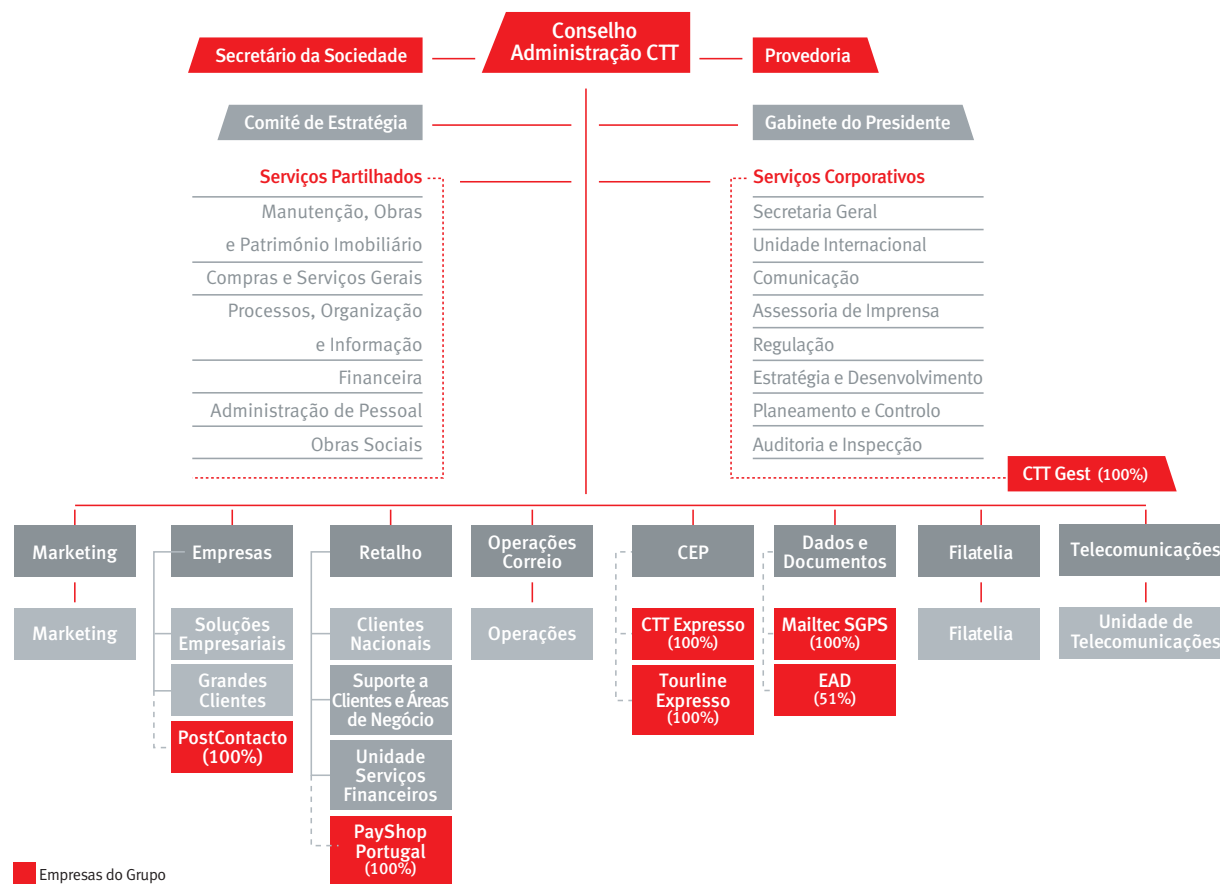 Conselho
Administração CTT
Secretário da Sociedade
Provedoria
Comité de Estratégia
Gabinete do Presidente
Serviços Partilhados
Manutenção, Obras
e Património Imobiliário
Compras e Serviços Gerais
Processos, Organização
e Informação
Financeira
Administração de Pessoal
Obras Sociais
Serviços Corporativos
Secretaria Geral
Unidade Internacional
Comunicação
Assessoria de Imprensa
Regulação
Estratégia e Desenvolvimento
Planeamento e Controlo
Auditoria e Inspecção
CTT Gest (100%)
Marketing
Marketing
Empresas
Soluções
Empresariais
Grandes
Clientes
PostContacto
(100%)
Retalho
Clientes
Nacionais
Suporte a
Clientes e Áreas
de Negócio
Unidade
Serviços
Financeiros
PayShop
Portugal
(100%)
Operações
Correio
Operações
CEP
CTT Expresso
(100%)
Tourline
Expresso
(100%)
Dados e
Documentos
Mailtec SGPS
(100%)
EAD
(51%)
Filatelia
Filatelia
Telecomunicações
Unidade de
Telecomunicações
Empresas do Grupo